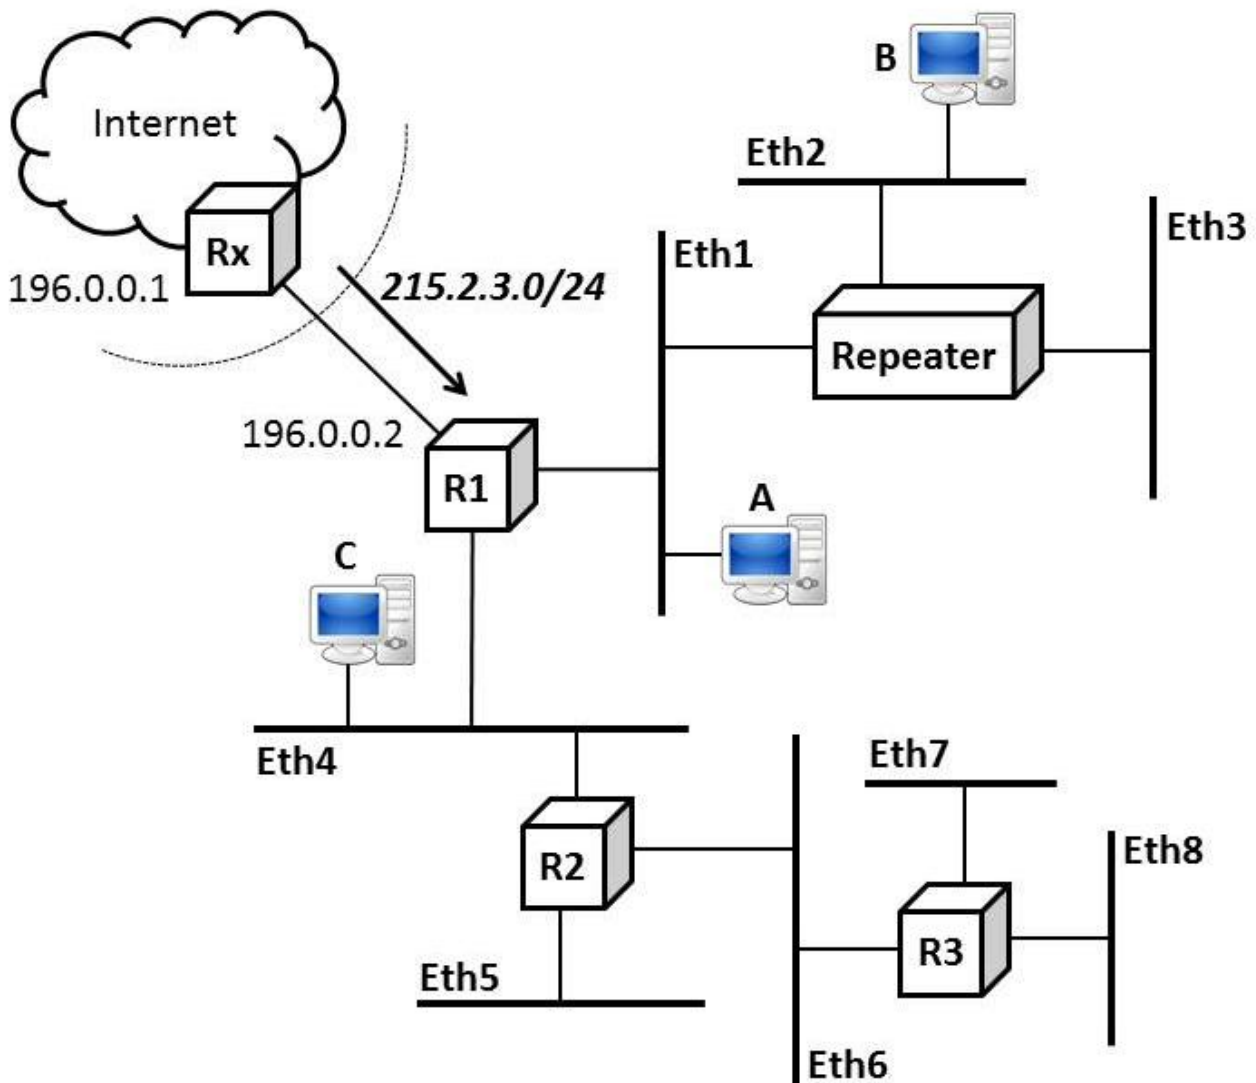 B
Internet
Eth2
Rx
Eth1
Eth3
196.0.0.1
215.2.3.0/24
Repeater
196.0.0.2
R1
A
C
Eth4
Eth7
R2
Eth8
R3
Eth5
Eth6